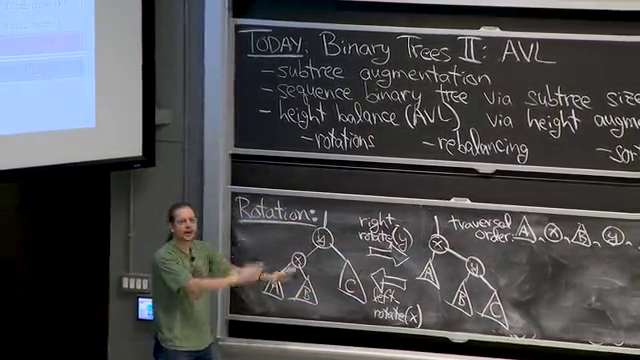 TODAY: Binary Trees II: AVL
- subtree augmentation
- sequence binary tree via subtree size
- height balance (AVL) via height augm
- rotations - rebalancing
Rotation:
right
rotate(y)
left
rotate(x)
y
x
A
B
C
x
y
A
B
C
traversal
order: A, x, B, y,